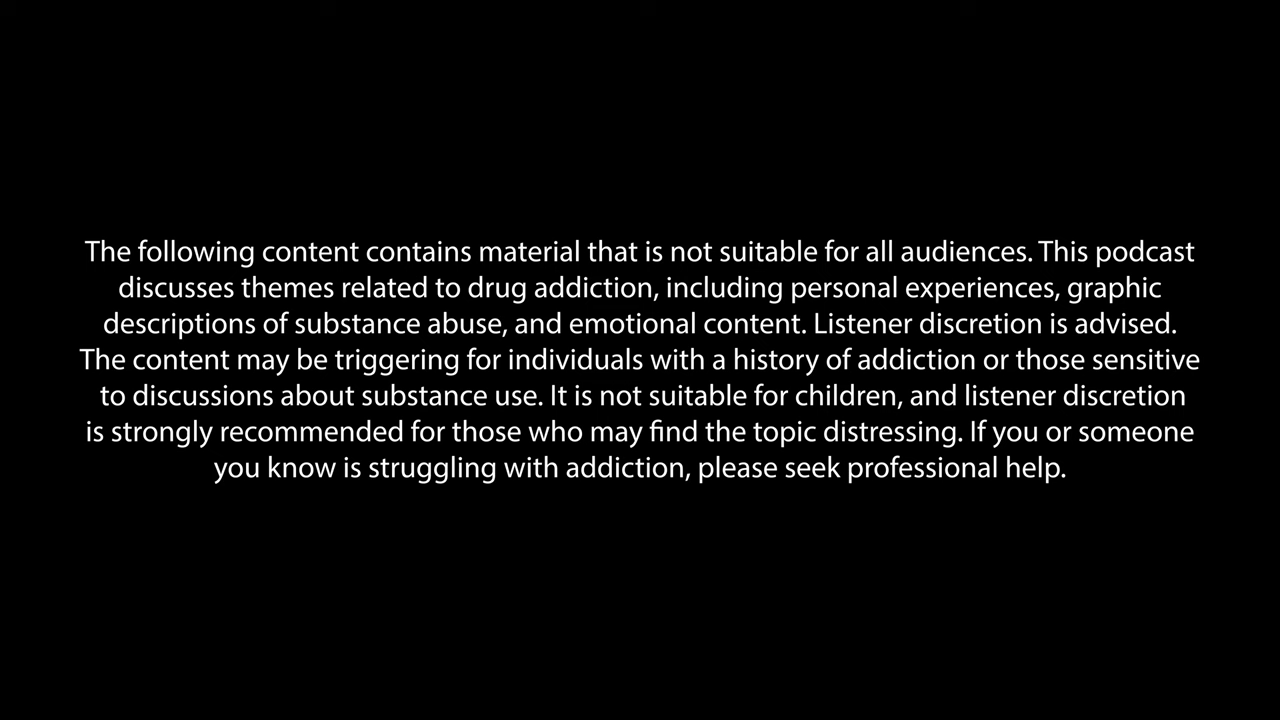 The following content contains material that is not suitable for all audiences. This podcast
discusses themes related to drug addiction, including personal experiences, graphic
descriptions of substance abuse, and emotional content. Listener discretion is advised.
The content may be triggering for individuals with a history of addiction or those sensitive
to discussions about substance use. It is not suitable for children, and listener discretion
is strongly recommended for those who may find the topic distressing. If you or someone
you know is struggling with addiction, please seek professional help.